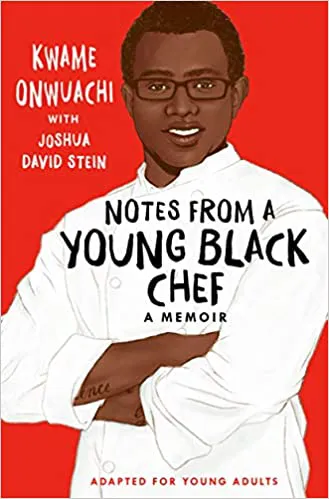 KWAME
ONWUACHI
WITH
JOSHUA
DAVID STEIN
NOTES FROM A
YOUNG BLACK
CHEF
A MEMOIR
ADAPTED FOR YOUNG ADULTS